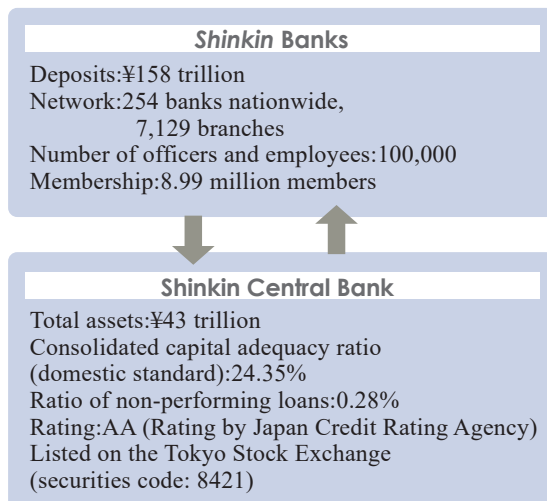 Shinkin Banks
Deposits:¥158 trillion
Network:254 banks nationwide,
7,129 branches
Number of officers and employees:100,000
Membership:8.99 million members
Shinkin Central Bank
Total assets:¥43 trillion
Consolidated capital adequacy ratio
(domestic standard):24.35%
Ratio of non-performing loans:0.28%
Rating:AA (Rating by Japan Credit Rating Agency)
Listed on the Tokyo Stock Exchange
(securities code: 8421)